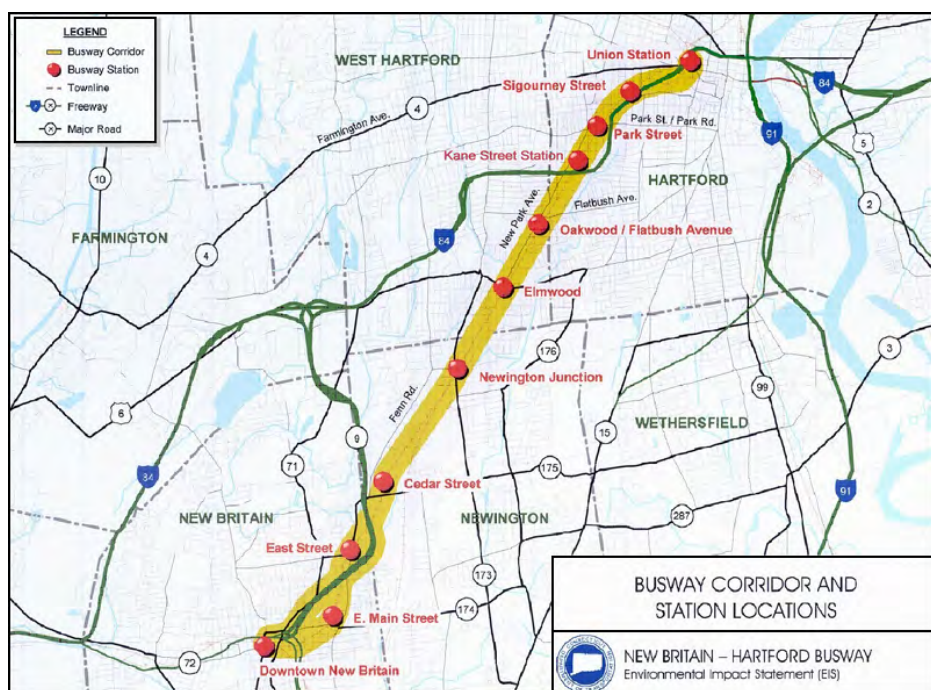 LEGEND
Busway Corridor
Busway Station
Townline
Freeway
Major Road
Union Station
WEST HARTFORD
Sigourney Street
84
4
Farmington Ave.
Park St. / Park Rd.
Park Street
91
5
10
Kane Street Station
HARTFORD
2
New Park Ave.
Flatbush Ave.
FARMINGTON
84
Oakwood / Flatbush Avenue
4
Elmwood
176
3
Newington Junction
6
Fenn Rd.
99
9
15
WETHERSFIELD
71
175
84
Cedar Street
91
NEW BRITAIN
NEWINGTON
287
East Street
173
E. Main Street
174
72
Downtown New Britain
BUSWAY CORRIDOR AND
STATION LOCATIONS
NEW BRITAIN – HARTFORD BUSWAY
Environmental Impact Statement (EIS)